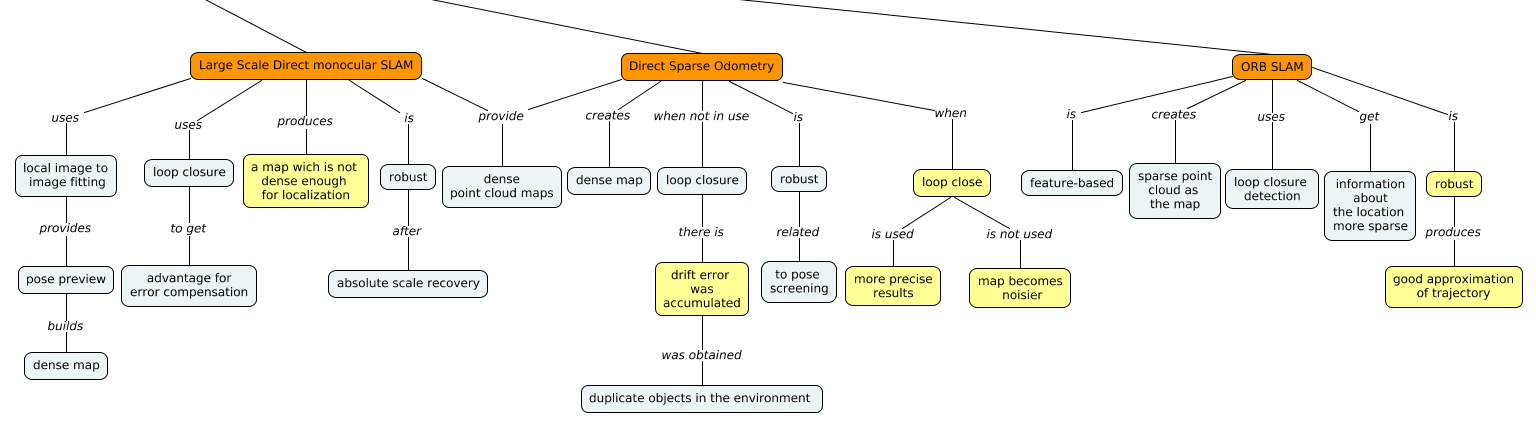 Large Scale Direct monocular SLAM
Direct Sparse Odometry
ORB SLAM
uses
uses
produces
is
provide
creates
when not in use
is
when
is
creates
uses
get
is
local image to
image fitting
loop closure
a map wich is not
dense enough
for localization
robust
dense
point cloud maps
dense map
loop closure
robust
loop close
feature-based
sparse point
cloud as
the map
loop closure
detection
information
about
the location
more sparse
robust
provides
to get
after
there is
related
is used
is not used
produces
pose preview
advantage for
error compensation
absolute scale recovery
drift error
was
accumulated
to pose
screening
more precise
results
map becomes
noisier
good approximation
of trajectory
builds
was obtained
dense map
duplicate objects in the environment